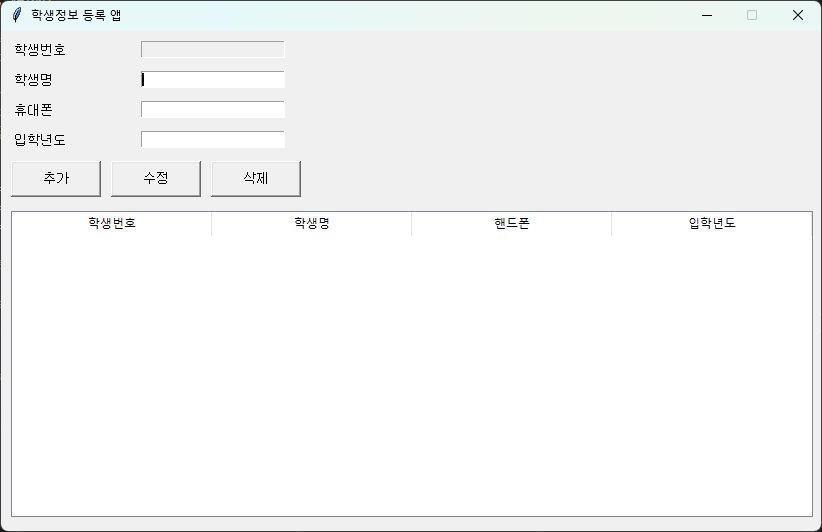 학생정보 등록 앱
학생번호
학생명
휴대폰
입학년도
추가 수정 삭제
학생번호 학생명 핸드폰 입학년도